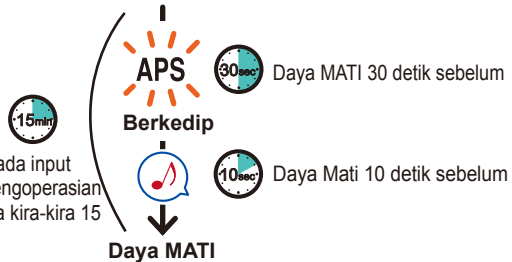 APS
30sec
Daya MATI 30 detik sebelum
15min
Berkedip
ada input
engoperasian
a kira-kira 15
10sec
Daya Mati 10 detik sebelum
Daya MATI